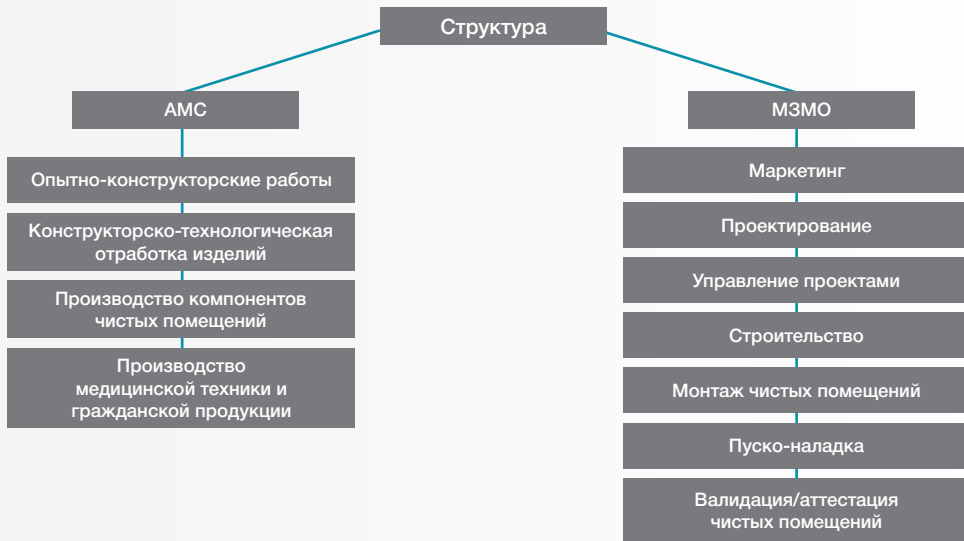 Структура
АМС
Опытно-конструкторские работы
Конструкторско-технологическая
отработка изделий
Производство компонентов
чистых помещений
Производство
медицинской техники и
гражданской продукции
МЗМО
Маркетинг
Проектирование
Управление проектами
Строительство
Монтаж чистых помещений
Пуско-наладка
Валидация/аттестация
чистых помещений